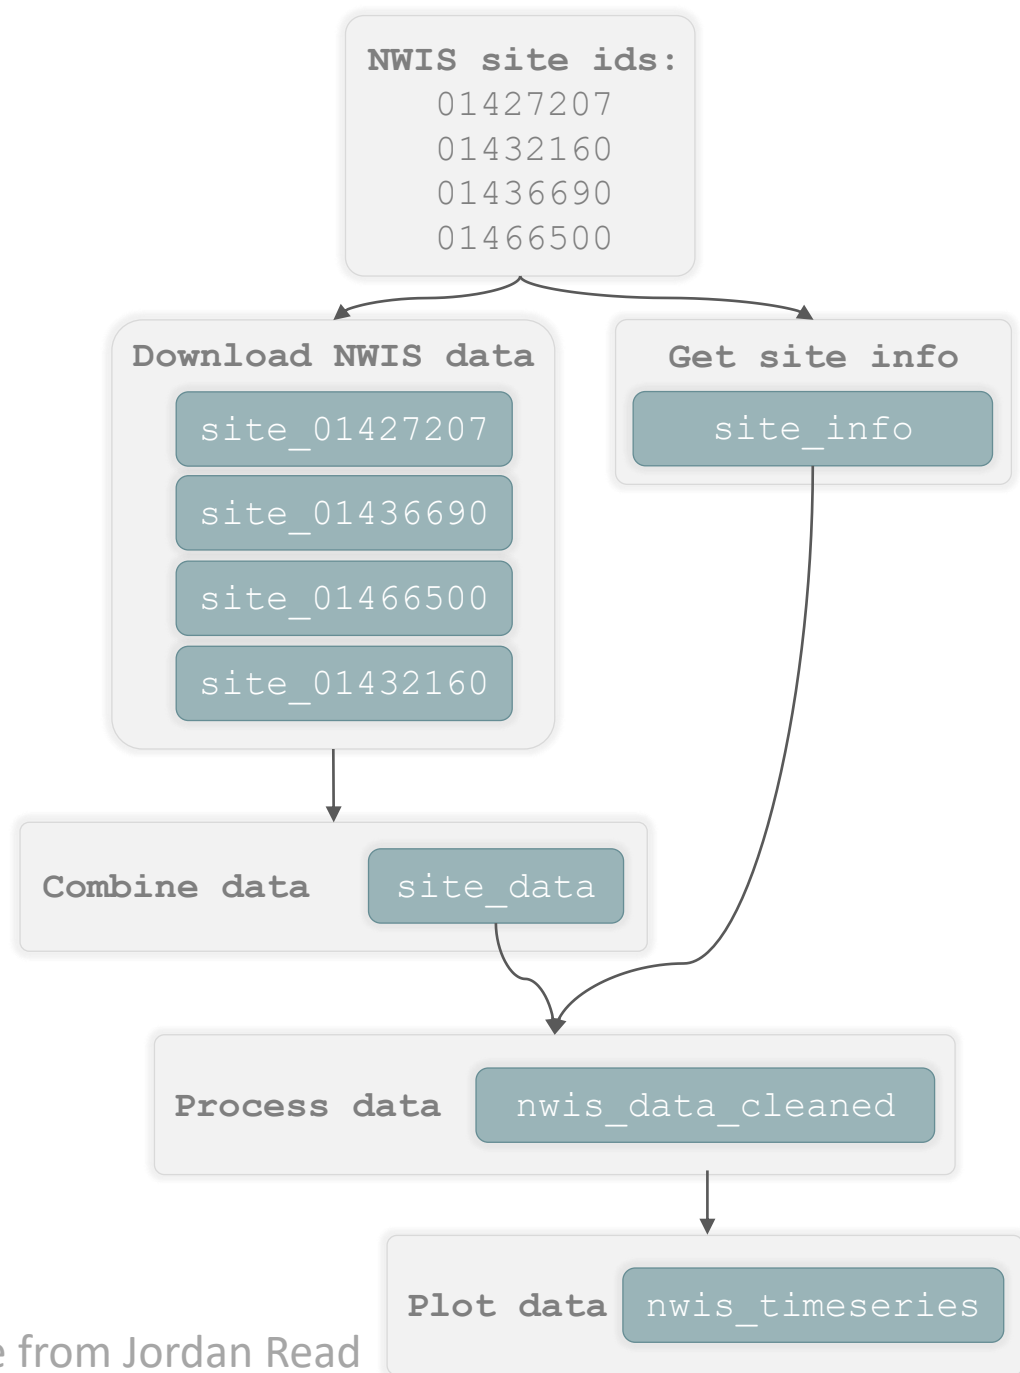 NWIS site ids:
01427207
01432160
01436690
01466500
Download NWIS data
site_01427207
site_01436690
site_01466500
site_01432160
Get site info
site_info
Combine data
site_data
Process data
nwis_data_cleaned
Plot data
nwis_timeseries
from Jordan Read